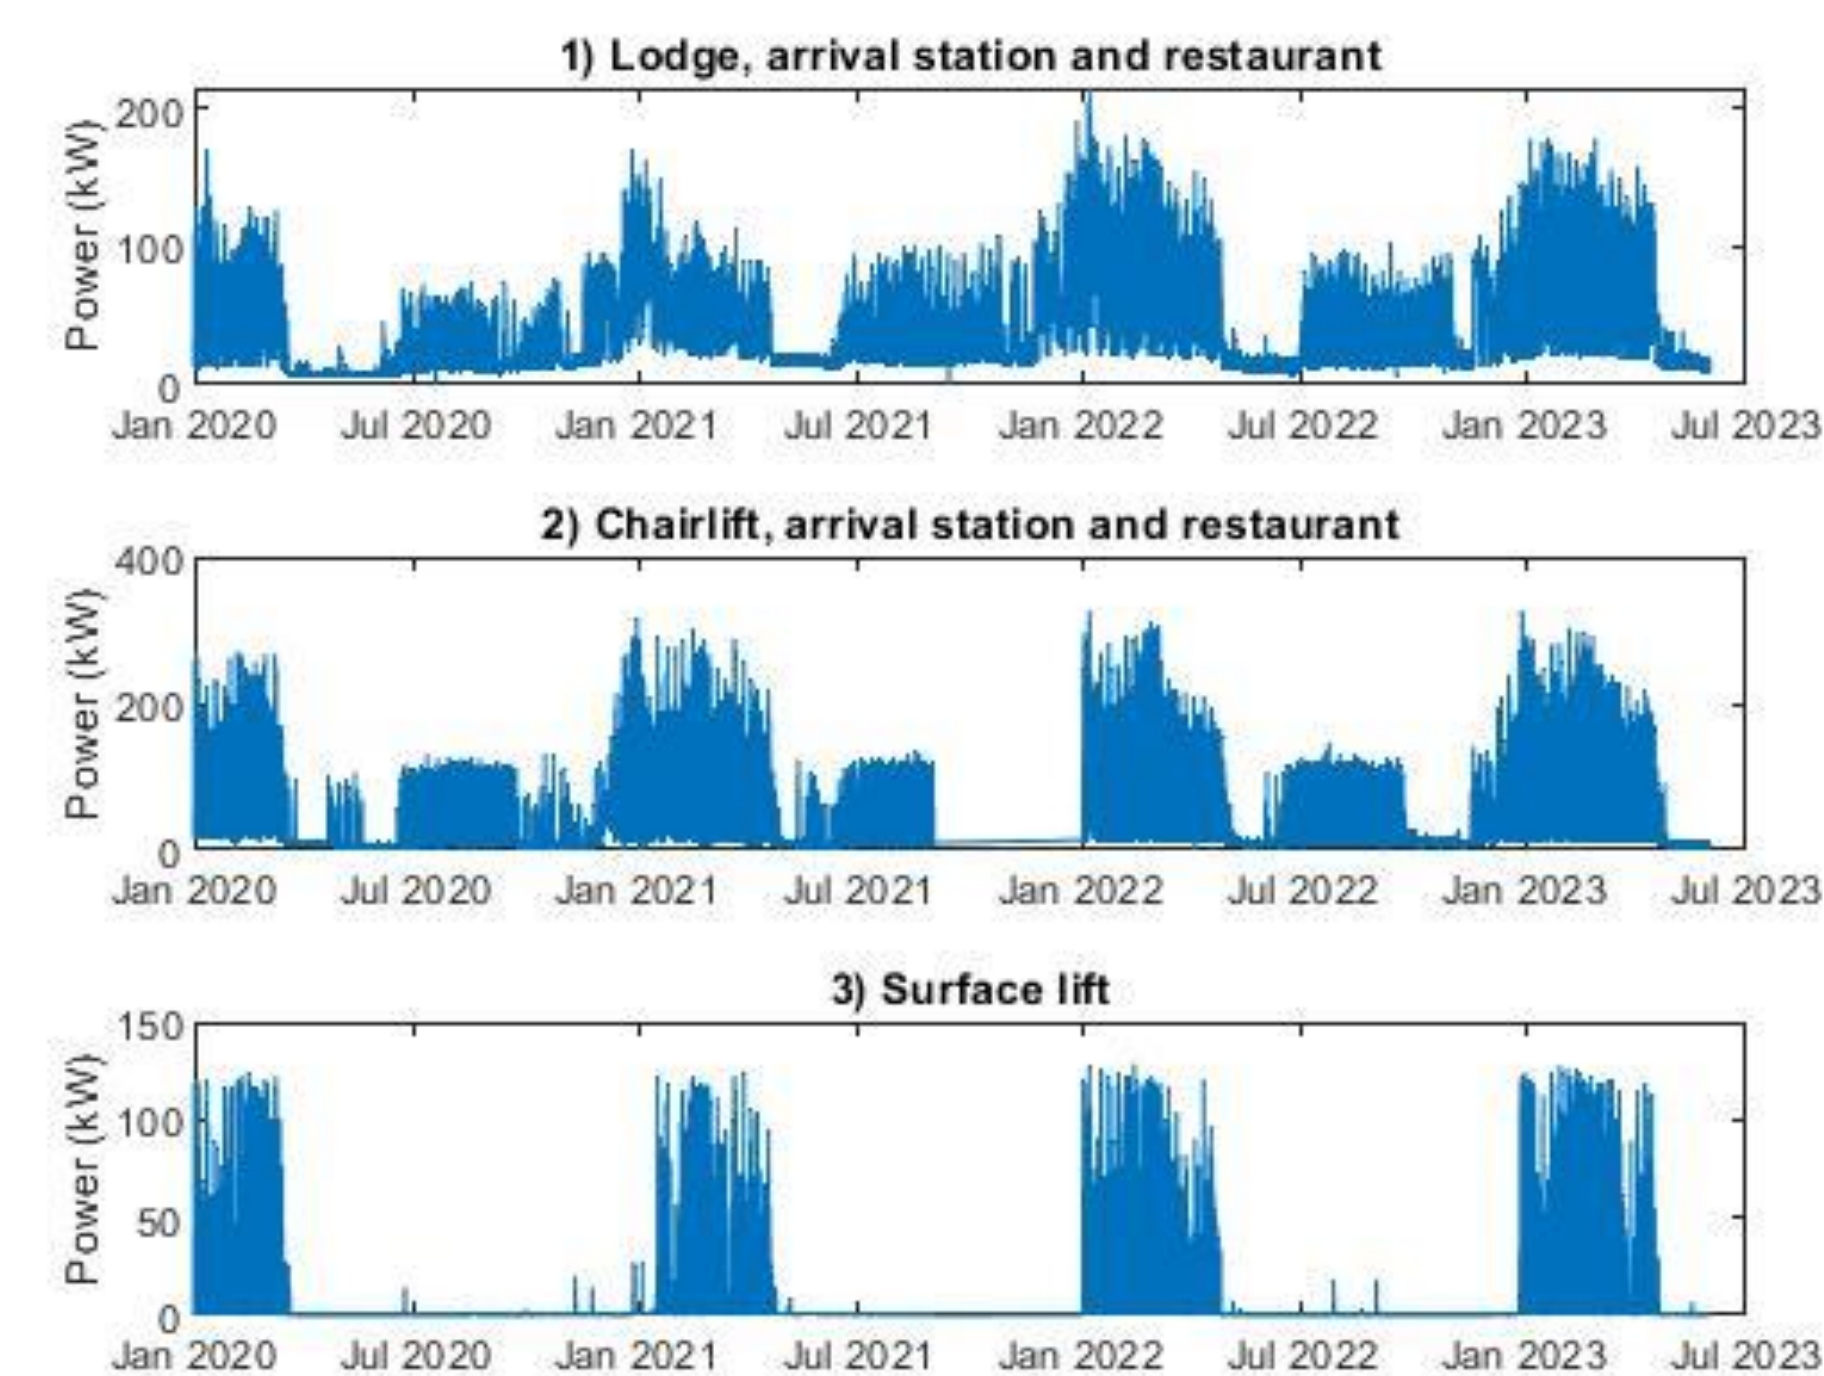 1) Lodge, arrival station and restaurant
Power (kW)
200
100
0
Jan 2020 Jul 2020 Jan 2021 Jul 2021 Jan 2022 Jul 2022 Jan 2023 Jul 2023
2) Chairlift, arrival station and restaurant
Power (kW)
400
200
0
Jan 2020 Jul 2020 Jan 2021 Jul 2021 Jan 2022 Jul 2022 Jan 2023 Jul 2023
3) Surface lift
Power (kW)
150
100
50
0
Jan 2020 Jul 2020 Jan 2021 Jul 2021 Jan 2022 Jul 2022 Jan 2023 Jul 2023